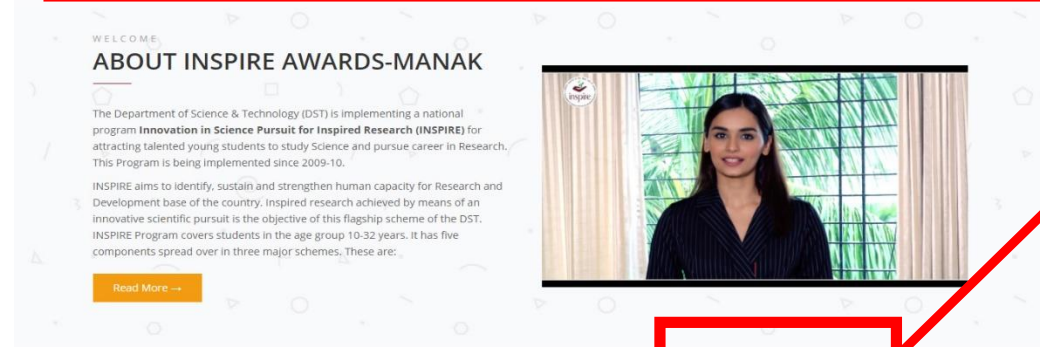 WELCOME
ABOUT INSPIRE AWARDS-MANAK
The Department of Science & Technology (DST) is implementing a national
program Innovation in Science Pursuit for Inspired Research (INSPIRE) for
attracting talented young students to study Science and pursue career in Research.
This Program is being implemented since 2009-10.
INSPIRE aims to identify, sustain and strengthen human capacity for Research and
Development base of the country. Inspired research achieved by means of an
innovative scientific pursuit is the objective of this flagship scheme of the DST.
INSPIRE Program covers students in the age group 10-32 years. It has five
components spread over in three major schemes. These are:
Read More →
inspire